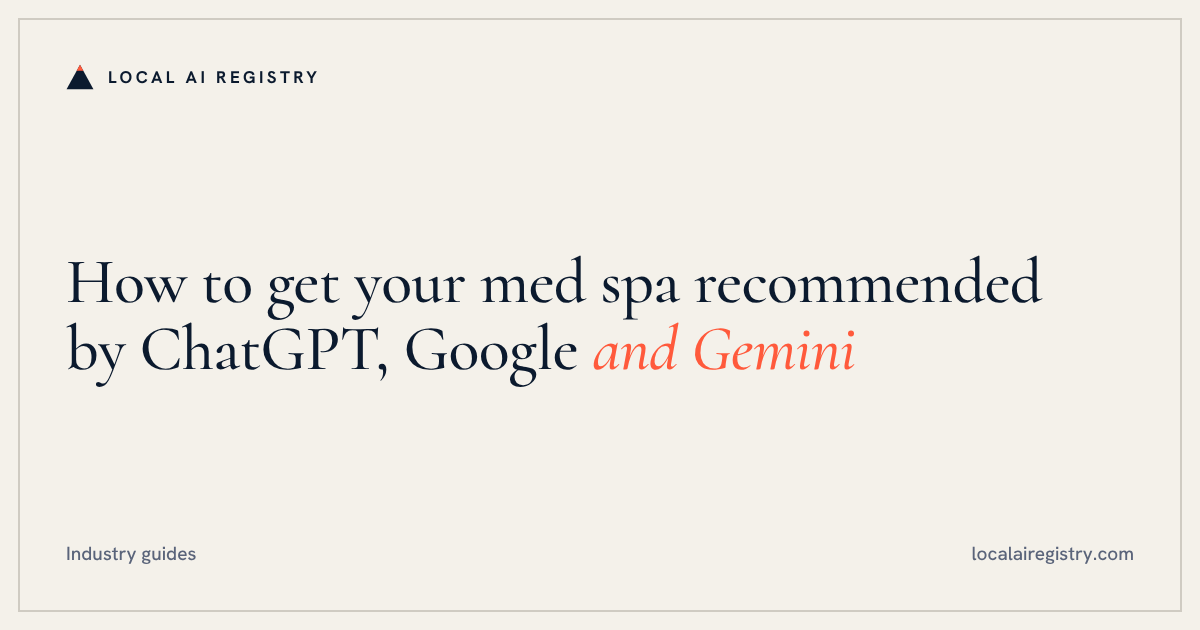 LOCAL AI REGISTRY
How to get your med spa recommended
by ChatGPT, Google and Gemini
Industry guides
localairegistry.com